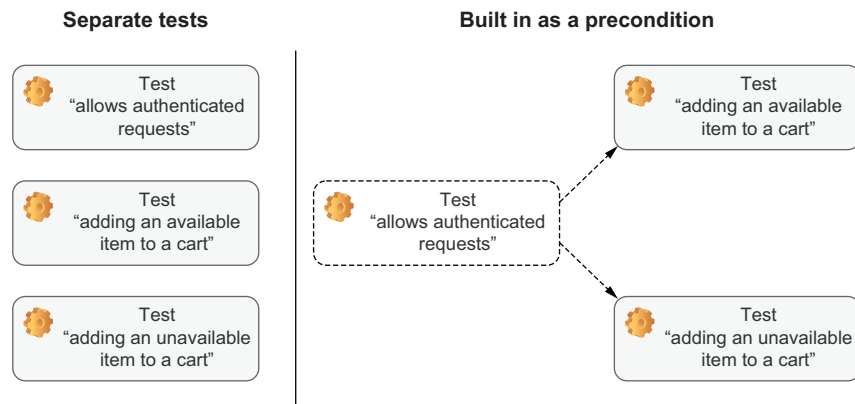 Separate tests
Test
“allows authenticated
requests”
Test
“adding an available
item to a cart”
Test
“adding an unavailable
item to a cart”
Built in as a precondition
Test
“allows authenticated
requests”
Test
“adding an available
item to a cart”
Test
“adding an unavailable
item to a cart”